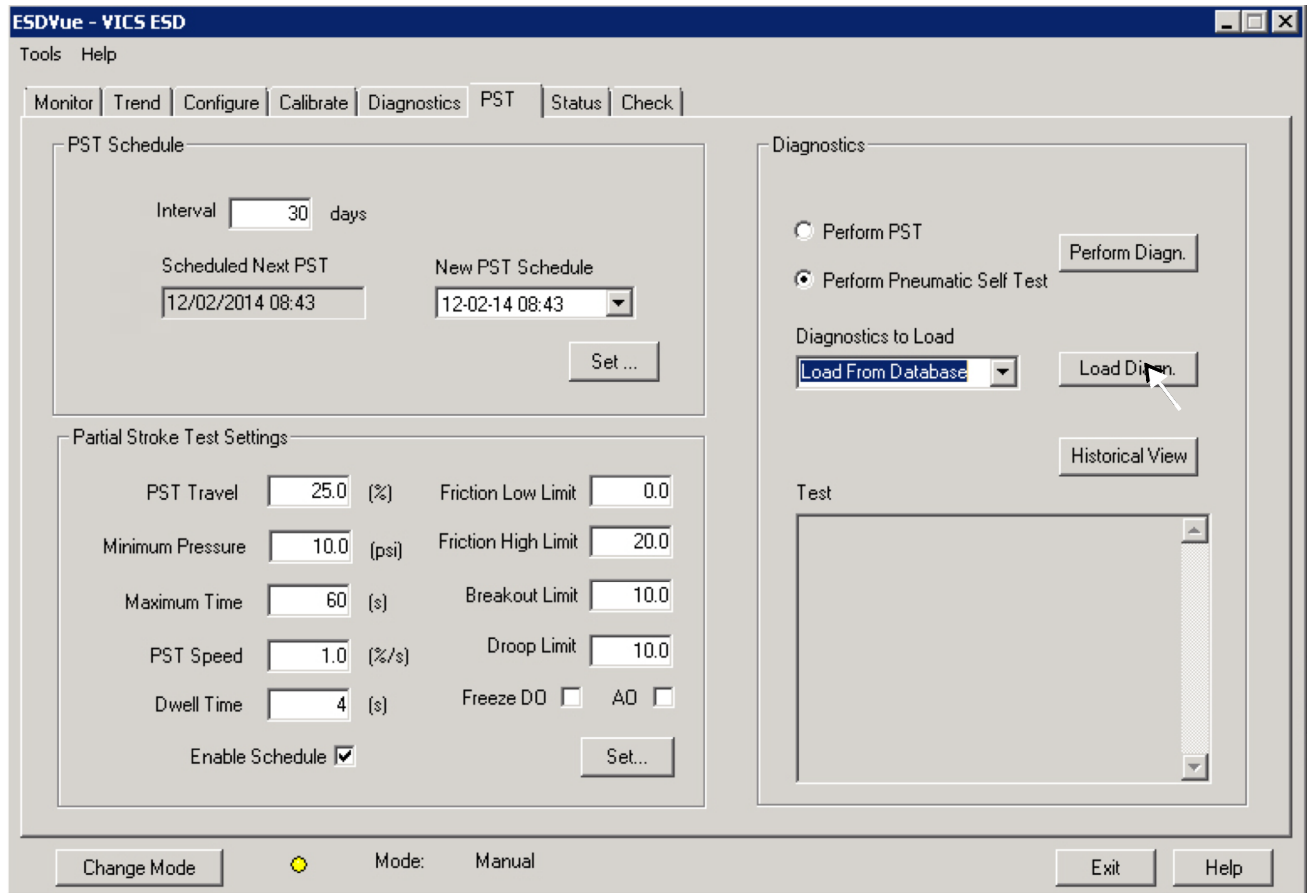 ESDVue - VICS ESD
Tools Help
Monitor Trend Configure Calibrate Diagnostics PST Status Check
PST Schedule
Interval 30 days
Scheduled Next PST
12/02/2014 08:43
New PST Schedule
12-02-14 08:43
Set ...
Partial Stroke Test Settings
PST Travel 25.0 (%)
Minimum Pressure 10.0 (psi)
Maximum Time 60 (s)
PST Speed 1.0 (%/s)
Dwell Time 4 (s)
Enable Schedule
Friction Low Limit 0.0
Friction High Limit 20.0
Breakout Limit 10.0
Droop Limit 10.0
Freeze DO AO
Set...
Diagnostics
Perform PST
Perform Pneumatic Self Test
Perform Diagn.
Diagnostics to Load
Load From Database
Load Diagn.
Historical View
Test
Change Mode
Mode: Manual
Exit
Help